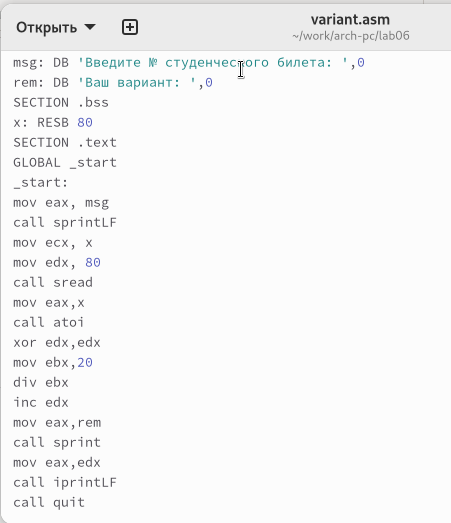 Открыть
variant.asm
~/work/arch-pc/lab06
msg: DB 'Введите № студенческого билета: ',0
rem: DB 'Ваш вариант: ',0
SECTION .bss
x: RESB 80
SECTION .text
GLOBAL _start
_start:
mov eax, msg
call sprintLF
mov ecx, x
mov edx, 80
call sread
mov eax,x
call atoi
xor edx,edx
mov ebx,20
div ebx
inc edx
mov eax,rem
call sprint
mov eax,edx
call iprintLF
call quit